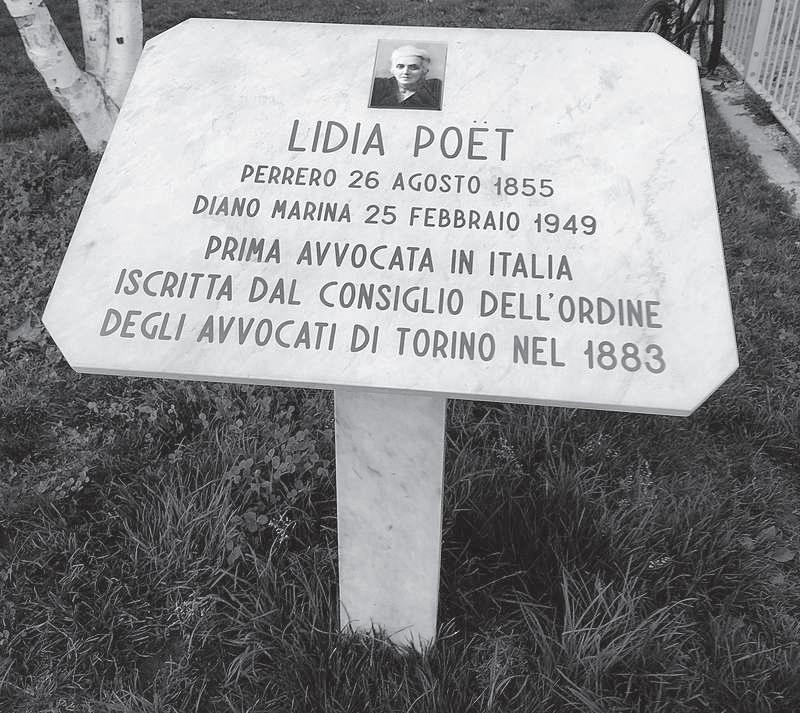 LIDIA POËT
PERRERO 26 AGOSTO 1855
DIANO MARINA 25 FEBBRAIO 1949
PRIMA AVVOCATA IN ITALIA
ISCRITTA DAL CONSIGLIO DELL'ORDINE
DEGLI AVVOCATI DI TORINO NEL 1883